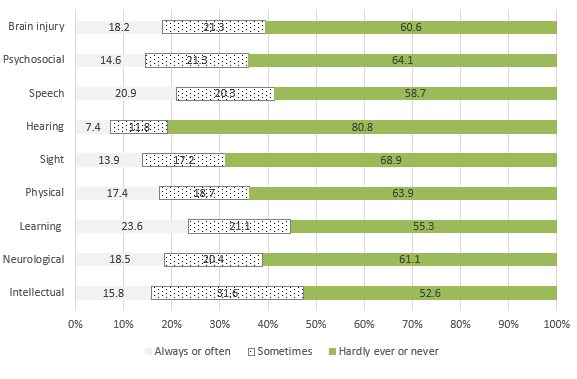 Brain injury 18.2 21.3 60.6
Psychosocial 14.6 21.3 64.1
Speech 20.9 20.3 58.7
Hearing 7.4 11.8 80.8
Sight 13.9 17.2 68.9
Physical 17.4 18.7 63.9
Learning 23.6 21.1 55.3
Neurological 18.5 20.4 61.1
Intellectual 15.8 31.6 52.6
0% 10% 20% 30% 40% 50% 60% 70% 80% 90% 100%
Always or often Sometimes Hardly ever or never